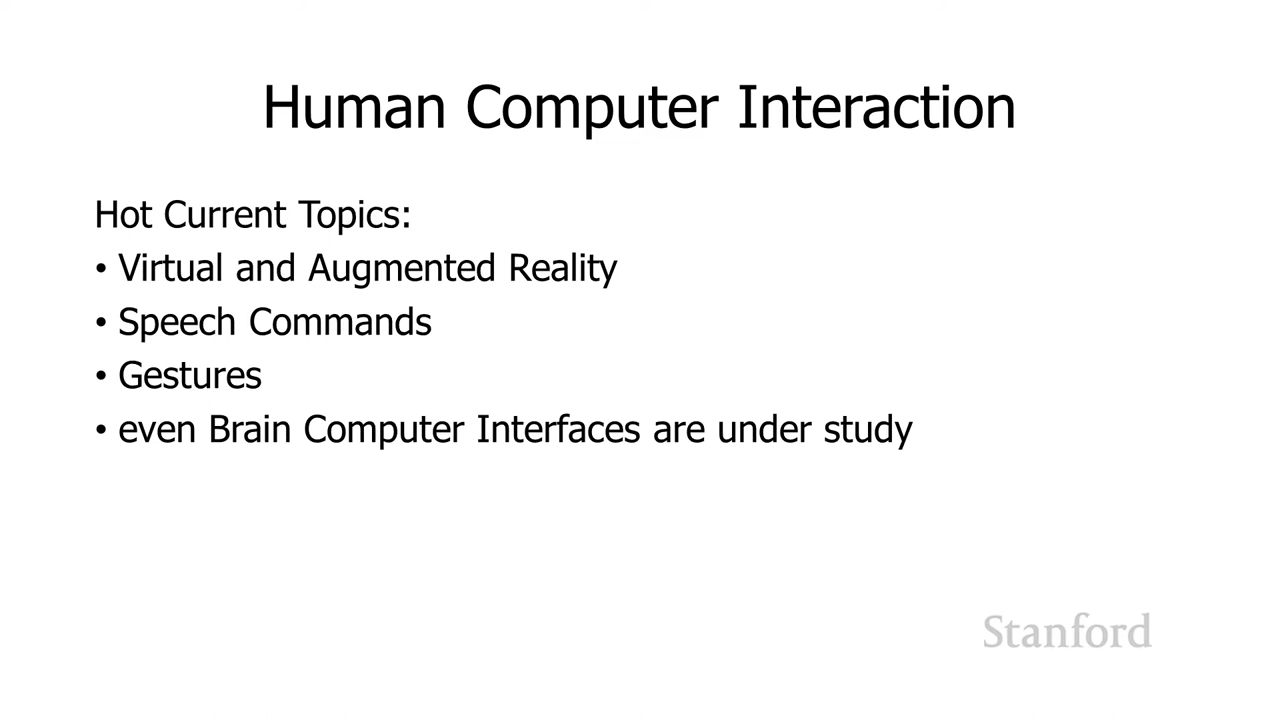 Human Computer Interaction
Hot Current Topics:
• Virtual and Augmented Reality
• Speech Commands
• Gestures
• even Brain Computer Interfaces are under study
Stanford